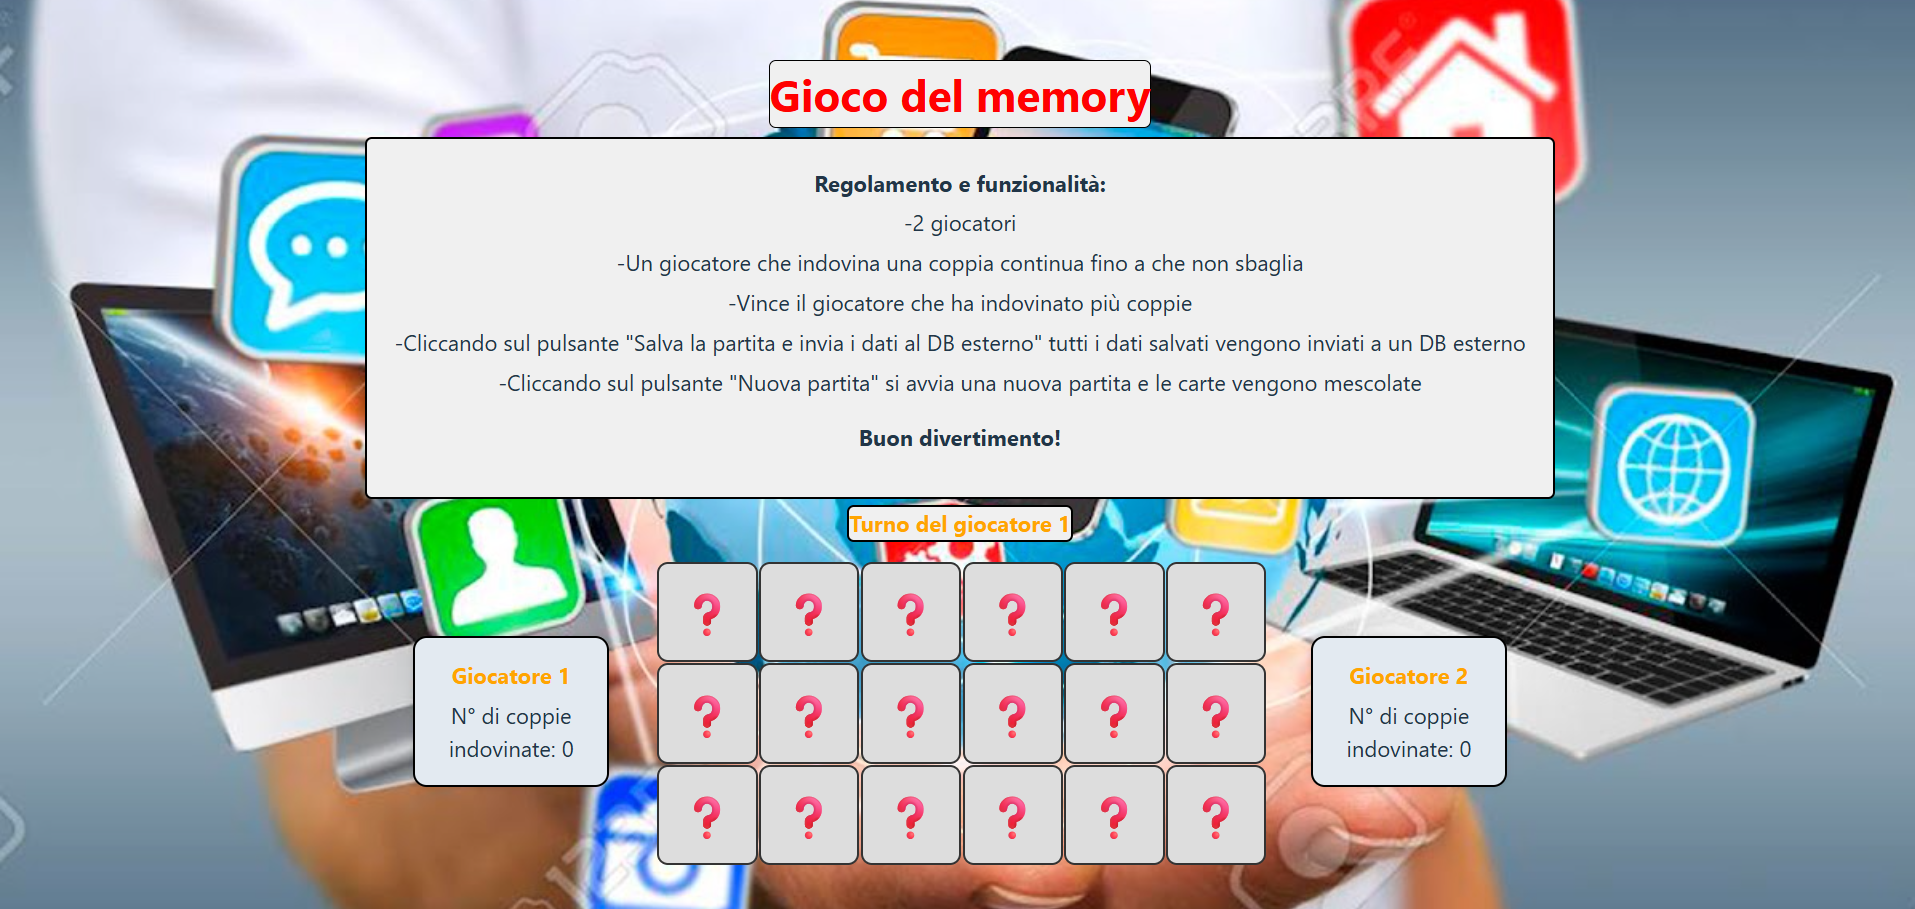 Gioco del memory
Regolamento e funzionalità:
-2 giocatori
-Un giocatore che indovina una coppia continua fino a che non sbaglia
-Vince il giocatore che ha indovinato più coppie
-Cliccando sul pulsante "Salva la partita e invia i dati al DB esterno" tutti i dati salvati vengono inviati a un DB esterno
-Cliccando sul pulsante "Nuova partita" si avvia una nuova partita e le carte vengono mescolate
Buon divertimento!
Turno del giocatore 1
❓ ❓ ❓ ❓ ❓ ❓
Giocatore 1
N° di coppie
indovinate: 0
❓ ❓ ❓ ❓ ❓ ❓
Giocatore 2
N° di coppie
indovinate: 0
❓ ❓ ❓ ❓ ❓ ❓